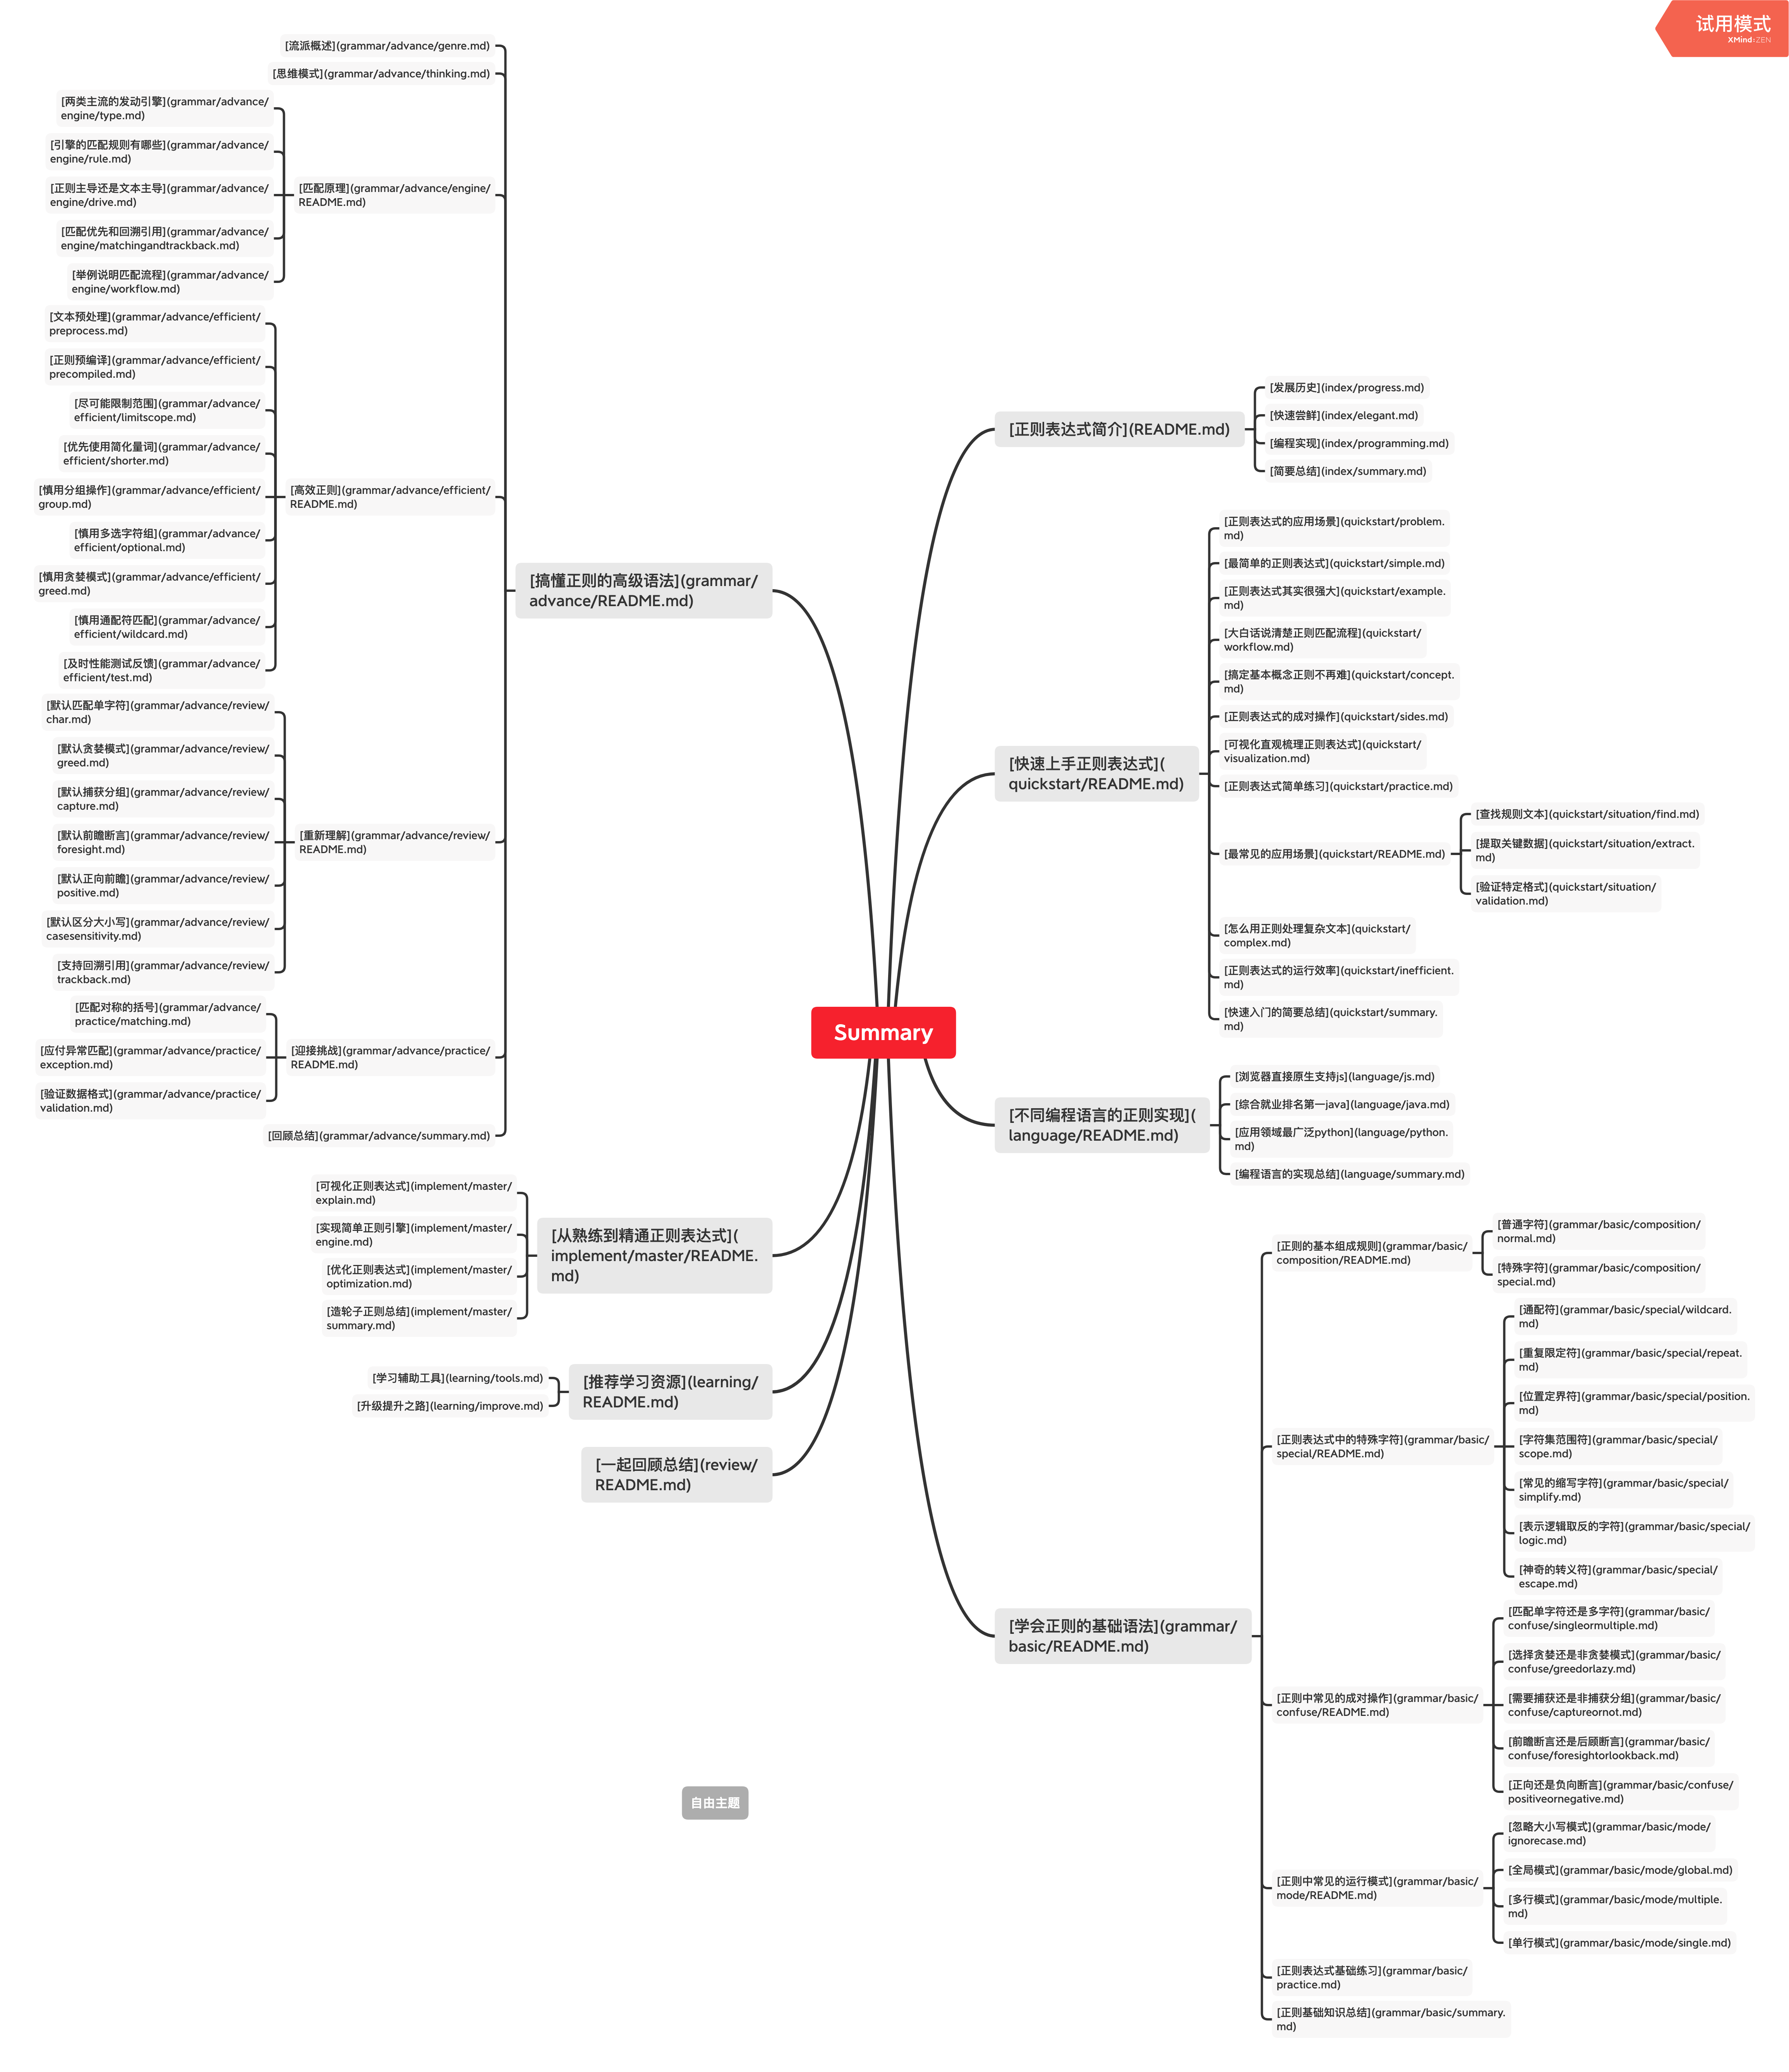 试用模式
XMind:ZEN
Summary
[正则表达式简介](README.md)
[发展历史](index/progress.md)
[快速尝鲜](index/elegant.md)
[编程实现](index/programming.md)
[简要总结](index/summary.md)
[快速上手正则表达式](
quickstart/README.md)
[正则表达式的应用场景](quickstart/problem.
md)
[最简单的正则表达式](quickstart/simple.md)
[正则表达式其实很强大](quickstart/example.
md)
[大白话说清楚正则匹配流程](quickstart/
workflow.md)
[搞定基本概念正则不再难](quickstart/concept.
md)
[正则表达式的成对操作](quickstart/sides.md)
[可视化直观梳理正则表达式](quickstart/
visualization.md)
[正则表达式简单练习](quickstart/practice.md)
[最常见的应用场景](quickstart/README.md)
[查找规则文本](quickstart/situation/find.md)
[提取关键数据](quickstart/situation/extract.
md)
[验证特定格式](quickstart/situation/
validation.md)
[怎么用正则处理复杂文本](quickstart/
complex.md)
[正则表达式的运行效率](quickstart/inefficient.
md)
[快速入门的简要总结](quickstart/summary.
md)
[不同编程语言的正则实现](
language/README.md)
[浏览器直接原生支持js](language/js.md)
[综合就业排名第一java](language/java.md)
[应用领域最广泛python](language/python.
md)
[编程语言的实现总结](language/summary.md)
[学会正则的基础语法](grammar/
basic/README.md)
[正则的基本组成规则](grammar/basic/
composition/README.md)
[普通字符](grammar/basic/composition/
normal.md)
[特殊字符](grammar/basic/composition/
special.md)
[正则表达式中的特殊字符](grammar/basic/
special/README.md)
[通配符](grammar/basic/special/wildcard.
md)
[重复限定符](grammar/basic/special/repeat.
md)
[位置定界符](grammar/basic/special/position.
md)
[字符集范围符](grammar/basic/special/
scope.md)
[常见的缩写字符](grammar/basic/special/
simplify.md)
[表示逻辑取反的字符](grammar/basic/special/
logic.md)
[神奇的转义符](grammar/basic/special/
escape.md)
[正则中常见的成对操作](grammar/basic/
confuse/README.md)
[匹配单字符还是多字符](grammar/basic/
confuse/singleormultiple.md)
[选择贪婪还是非贪婪模式](grammar/basic/
confuse/greedorlazy.md)
[需要捕获还是非捕获分组](grammar/basic/
confuse/captureornot.md)
[前瞻断言还是后顾断言](grammar/basic/
confuse/foresightorlookback.md)
[正向还是负向断言](grammar/basic/confuse/
positiveornegative.md)
[正则中常见的运行模式](grammar/basic/
mode/README.md)
[忽略大小写模式](grammar/basic/mode/
ignorecase.md)
[全局模式](grammar/basic/mode/global.md)
[多行模式](grammar/basic/mode/multiple.
md)
[单行模式](grammar/basic/mode/single.md)
[正则表达式基础练习](grammar/basic/
practice.md)
[正则基础知识总结](grammar/basic/summary.
md)
[搞懂正则的高级语法](grammar/
advance/README.md)
[流派概述](grammar/advance/genre.md)
[思维模式](grammar/advance/thinking.md)
[匹配原理](grammar/advance/engine/
README.md)
[两类主流的发动引擎](grammar/advance/
engine/type.md)
[引擎的匹配规则有哪些](grammar/advance/
engine/rule.md)
[正则主导还是文本主导](grammar/advance/
engine/drive.md)
[匹配优先和回溯引用](grammar/advance/
engine/matchingandtrackback.md)
[举例说明匹配流程](grammar/advance/
engine/workflow.md)
[高效正则](grammar/advance/efficient/
README.md)
[文本预处理](grammar/advance/efficient/
preprocess.md)
[正则预编译](grammar/advance/efficient/
precompiled.md)
[尽可能限制范围](grammar/advance/
efficient/limitscope.md)
[优先使用简化量词](grammar/advance/
efficient/shorter.md)
[慎用分组操作](grammar/advance/efficient/
group.md)
[慎用多选字符组](grammar/advance/
efficient/optional.md)
[慎用贪婪模式](grammar/advance/efficient/
greed.md)
[慎用通配符匹配](grammar/advance/
efficient/wildcard.md)
[及时性能测试反馈](grammar/advance/
efficient/test.md)
[重新理解](grammar/advance/review/
README.md)
[默认匹配单字符](grammar/advance/review/
char.md)
[默认贪婪模式](grammar/advance/review/
greed.md)
[默认捕获分组](grammar/advance/review/
capture.md)
[默认前瞻断言](grammar/advance/review/
foresight.md)
[默认正向前瞻](grammar/advance/review/
positive.md)
[默认区分大小写](grammar/advance/review/
casesensitivity.md)
[支持回溯引用](grammar/advance/review/
trackback.md)
[迎接挑战](grammar/advance/practice/
README.md)
[匹配对称的括号](grammar/advance/
practice/matching.md)
[应付异常匹配](grammar/advance/practice/
exception.md)
[验证数据格式](grammar/advance/practice/
validation.md)
[回顾总结](grammar/advance/summary.md)
[从熟练到精通正则表达式](
implement/master/README.
md)
[可视化正则表达式](implement/master/
explain.md)
[实现简单正则引擎](implement/master/
engine.md)
[优化正则表达式](implement/master/
optimization.md)
[造轮子正则总结](implement/master/
summary.md)
[推荐学习资源](learning/
README.md)
[学习辅助工具](learning/tools.md)
[升级提升之路](learning/improve.md)
[一起回顾总结](review/
README.md)
自由主题